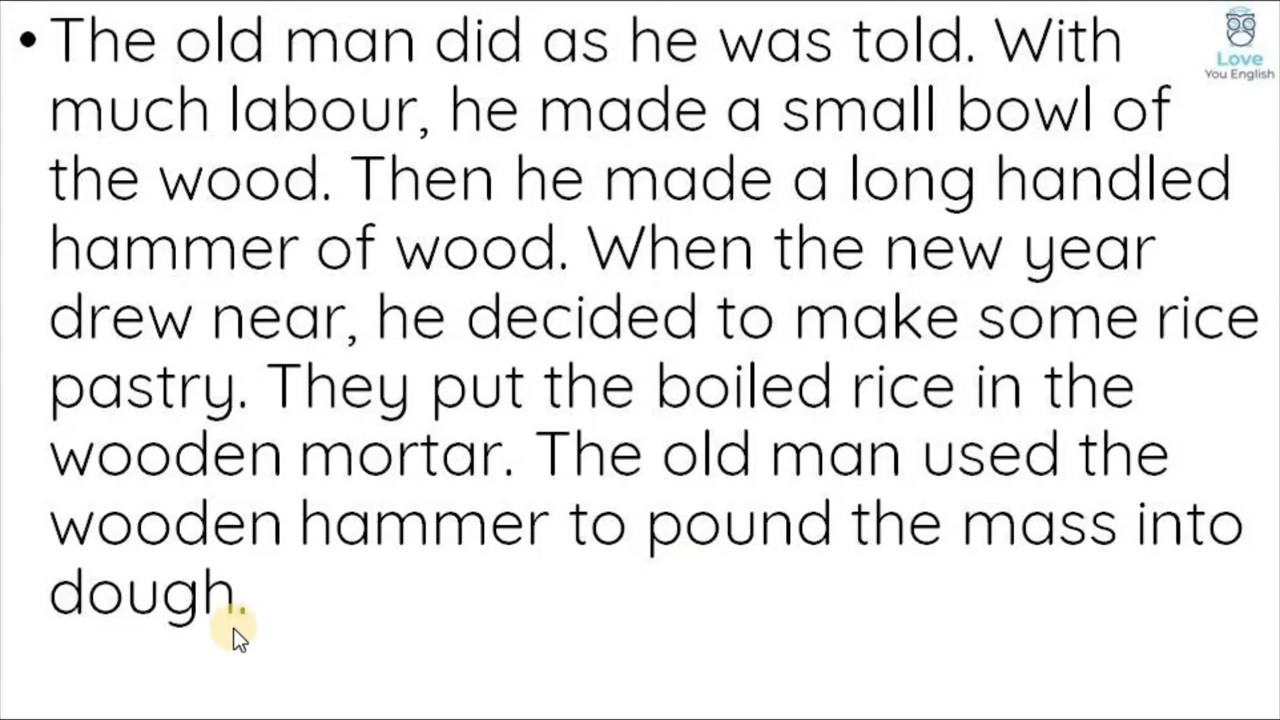 • The old man did as he was told. With
much labour, he made a small bowl of
the wood. Then he made a long handled
hammer of wood. When the new year
drew near, he decided to make some rice
pastry. They put the boiled rice in the
wooden mortar. The old man used the
wooden hammer to pound the mass into
dough.
Love
You English